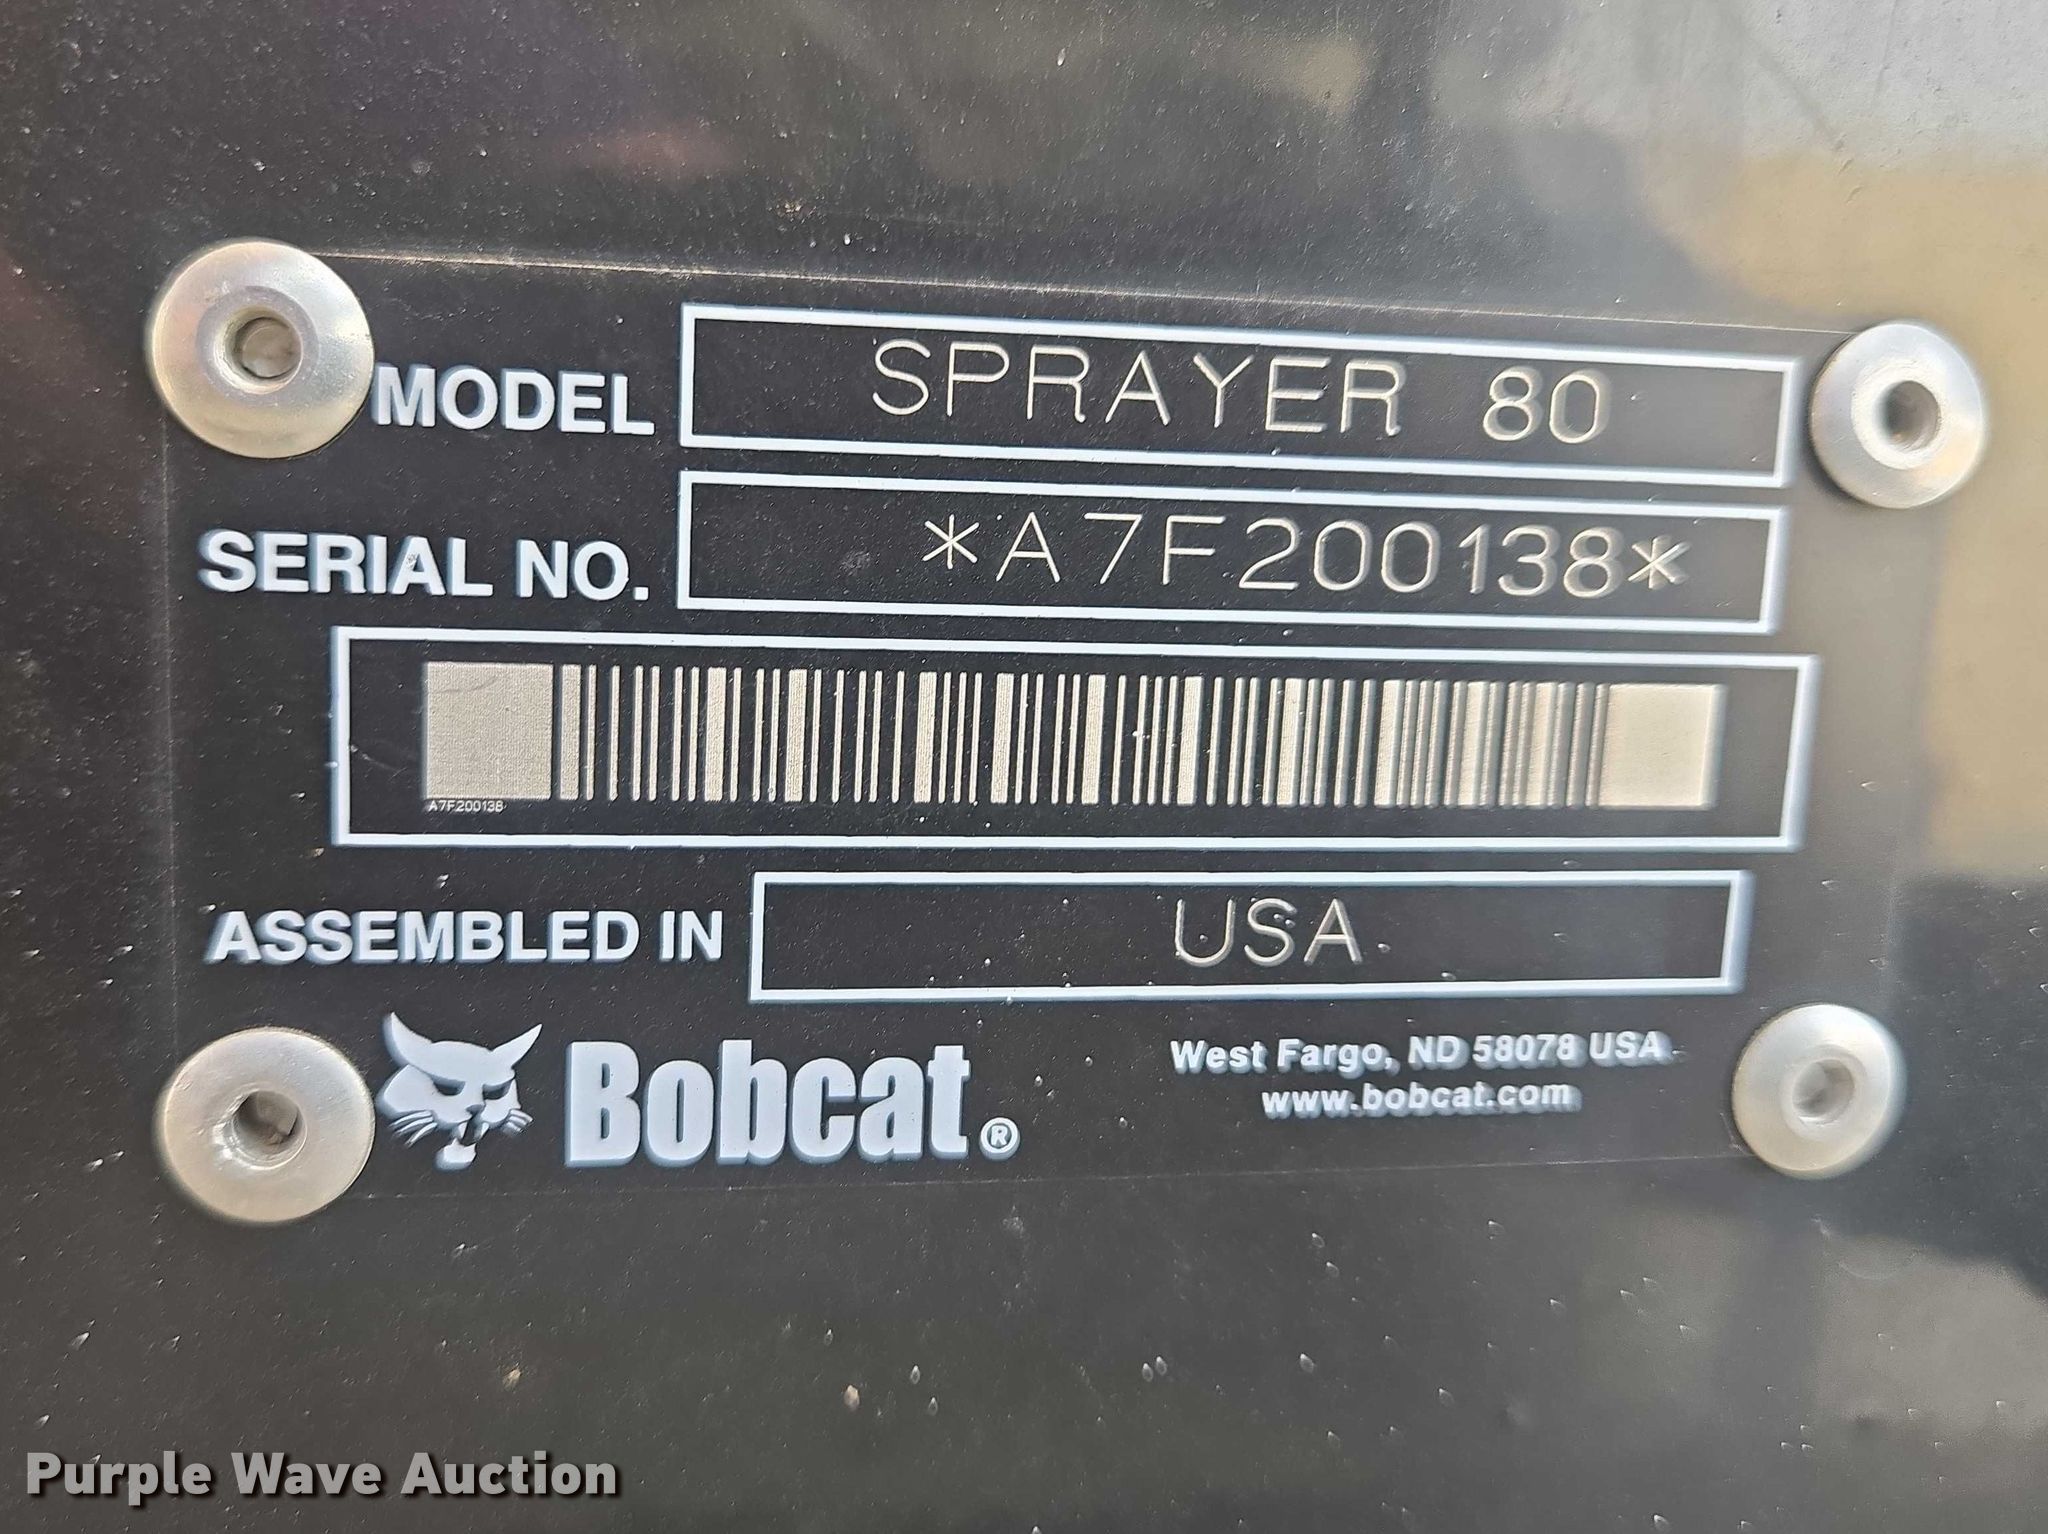 MODEL SPRAYER 80
SERIAL NO. *A7F200138*
A7F200138
ASSEMBLED IN USA
Bobcat®
West Fargo, ND 58078 USA
www.bobcat.com
Purple Wave Auction